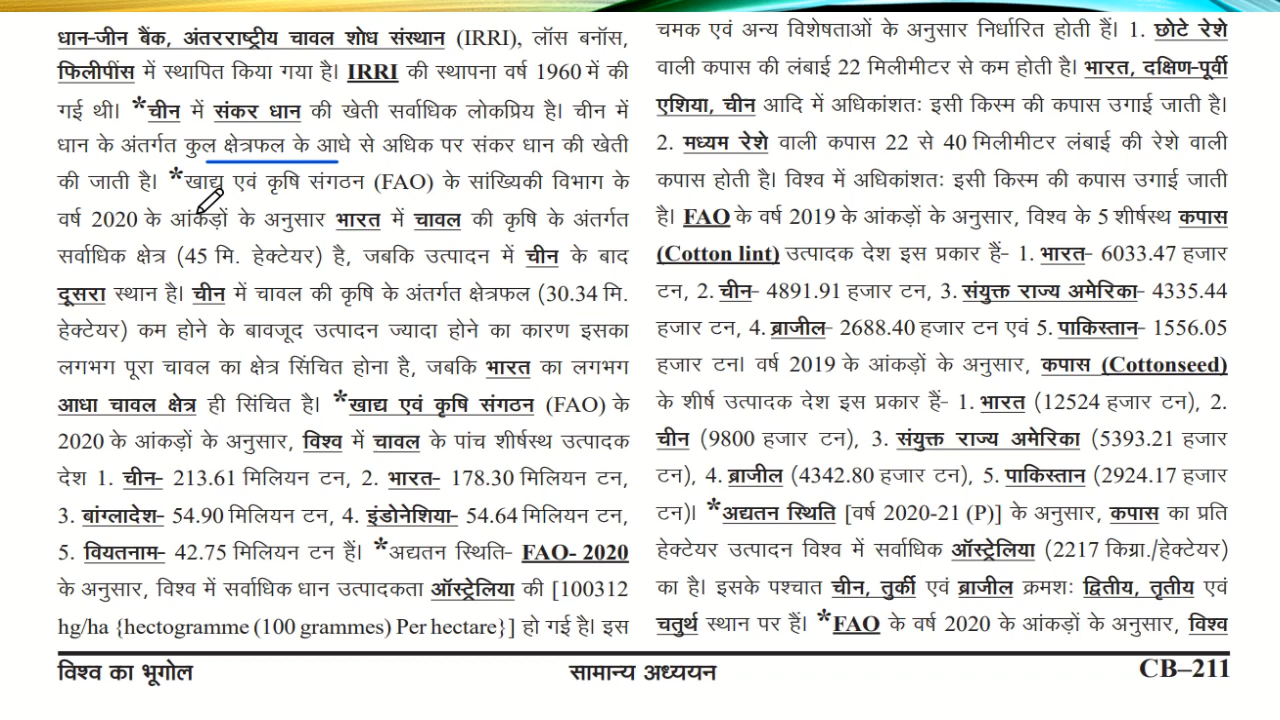 धान-जीन बैंक, अंतरराष्ट्रीय चावल शोध संस्थान (IRRI), लॉस बनॉस,
फिलीपींस में स्थापित किया गया है। IRRI की स्थापना वर्ष 1960 में की
गई थी। *चीन में संकर धान की खेती सर्वाधिक लोकप्रिय है। चीन में
धान के अंतर्गत कुल क्षेत्रफल के आधे से अधिक पर संकर धान की खेती
की जाती है। *खाद्य एवं कृषि संगठन (FAO) के सांख्यिकी विभाग के
वर्ष 2020 के आंकड़ों के अनुसार भारत में चावल की कृषि के अंतर्गत
सर्वाधिक क्षेत्र (45 मि. हेक्टेयर) है, जबकि उत्पादन में चीन के बाद
दूसरा स्थान है। चीन में चावल की कृषि के अंतर्गत क्षेत्रफल (30.34 मि.
हेक्टेयर) कम होने के बावजूद उत्पादन ज्यादा होने का कारण इसका
लगभग पूरा चावल का क्षेत्र सिंचित होना है, जबकि भारत का लगभग
आधा चावल क्षेत्र ही सिंचित है। *खाद्य एवं कृषि संगठन (FAO) के
2020 के आंकड़ों के अनुसार, विश्व में चावल के पांच शीर्षस्थ उत्पादक
देश 1. चीन- 213.61 मिलियन टन, 2. भारत- 178.30 मिलियन टन,
3. बांग्लादेश- 54.90 मिलियन टन, 4. इंडोनेशिया- 54.64 मिलियन टन,
5. वियतनाम- 42.75 मिलियन टन हैं। *अद्यतन स्थिति- FAO- 2020
के अनुसार, विश्व में सर्वाधिक धान उत्पादकता ऑस्ट्रेलिया की [100312
hg/ha {hectogramme (100 grammes) Per hectare}] हो गई है। इस
चमक एवं अन्य विशेषताओं के अनुसार निर्धारित होती हैं। 1. छोटे रेशे
वाली कपास की लंबाई 22 मिलीमीटर से कम होती है। भारत, दक्षिण-पूर्वी
एशिया, चीन आदि में अधिकांशतः इसी किस्म की कपास उगाई जाती है।
2. मध्यम रेशे वाली कपास 22 से 40 मिलीमीटर लंबाई की रेशे वाली
कपास होती है। विश्व में अधिकांशतः इसी किस्म की कपास उगाई जाती
है। FAO के वर्ष 2019 के आंकड़ों के अनुसार, विश्व के 5 शीर्षस्थ कपास
(Cotton lint) उत्पादक देश इस प्रकार हैं- 1. भारत- 6033.47 हजार
टन, 2. चीन- 4891.91 हजार टन, 3. संयुक्त राज्य अमेरिका- 4335.44
हजार टन, 4. ब्राजील- 2688.40 हजार टन एवं 5. पाकिस्तान- 1556.05
हजार टन। वर्ष 2019 के आंकड़ों के अनुसार, कपास (Cottonseed)
के शीर्ष उत्पादक देश इस प्रकार हैं- 1. भारत (12524 हजार टन), 2.
चीन (9800 हजार टन), 3. संयुक्त राज्य अमेरिका (5393.21 हजार
टन), 4. ब्राजील (4342.80 हजार टन), 5. पाकिस्तान (2924.17 हजार
टन)। *अद्यतन स्थिति [वर्ष 2020-21 (P)] के अनुसार, कपास का प्रति
हेक्टेयर उत्पादन विश्व में सर्वाधिक ऑस्ट्रेलिया (2217 किग्रा./हेक्टेयर)
का है। इसके पश्चात चीन, तुर्की एवं ब्राजील क्रमशः द्वितीय, तृतीय एवं
चतुर्थ स्थान पर हैं। *FAO के वर्ष 2020 के आंकड़ों के अनुसार, विश्व
विश्व का भूगोल सामान्य अध्ययन CB–211